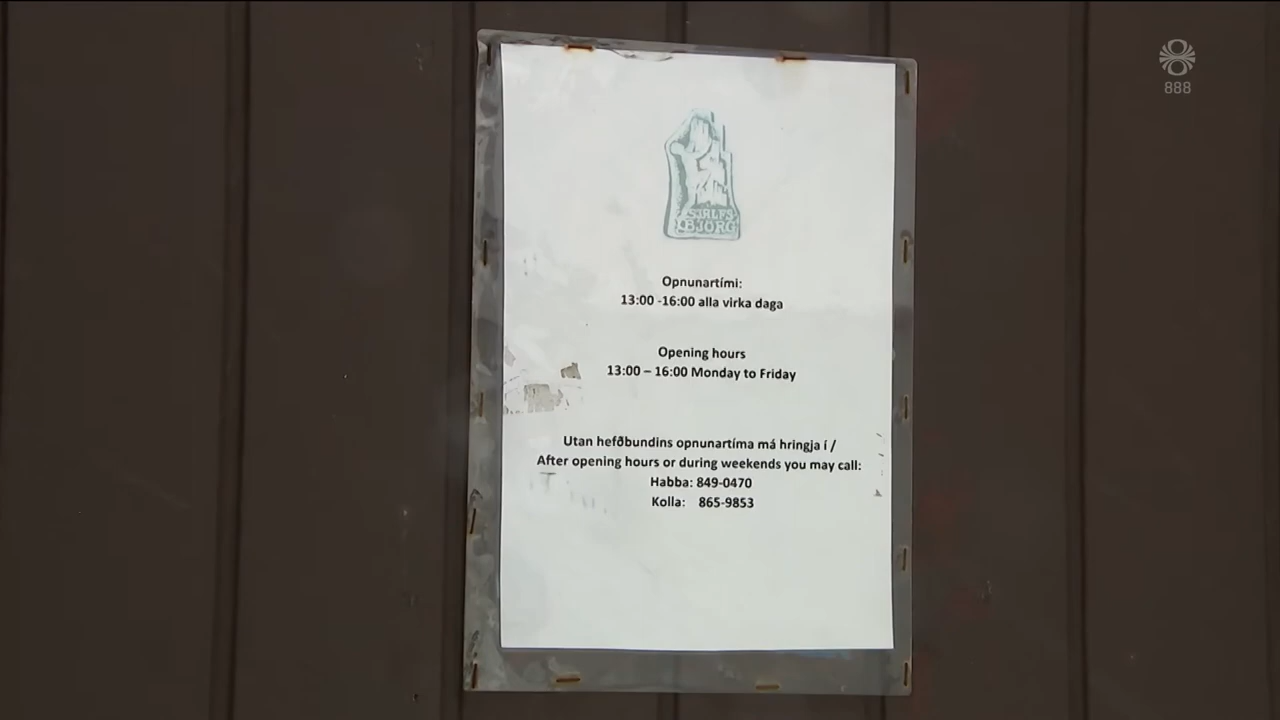 888
SJÁLFS
BJÖRG
Opnunartími:
13:00 -16:00 alla virka daga
Opening hours
13:00 – 16:00 Monday to Friday
Utan hefðbundins opnunartíma má hringja í /
After opening hours or during weekends you may call:
Habba: 849-0470
Kolla: 865-9853